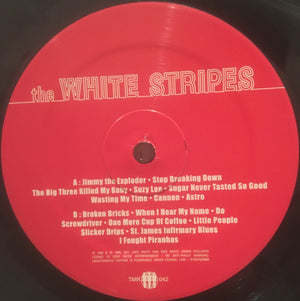 the WHITE STRIPES
A : Jimmy the Exploder • Stop Breaking Down
The Big Three Killed My Baby • Suzy Lee • Sugar Never Tasted So Good
Wasting My Time • Cannon • Astro
B : Broken Bricks • When I Hear My Name • Do
Screwdriver • One More Cup Of Coffee • Little People
Slicker Drips • St. James Infirmary Blues
I Fought Piranhas
TMR 042